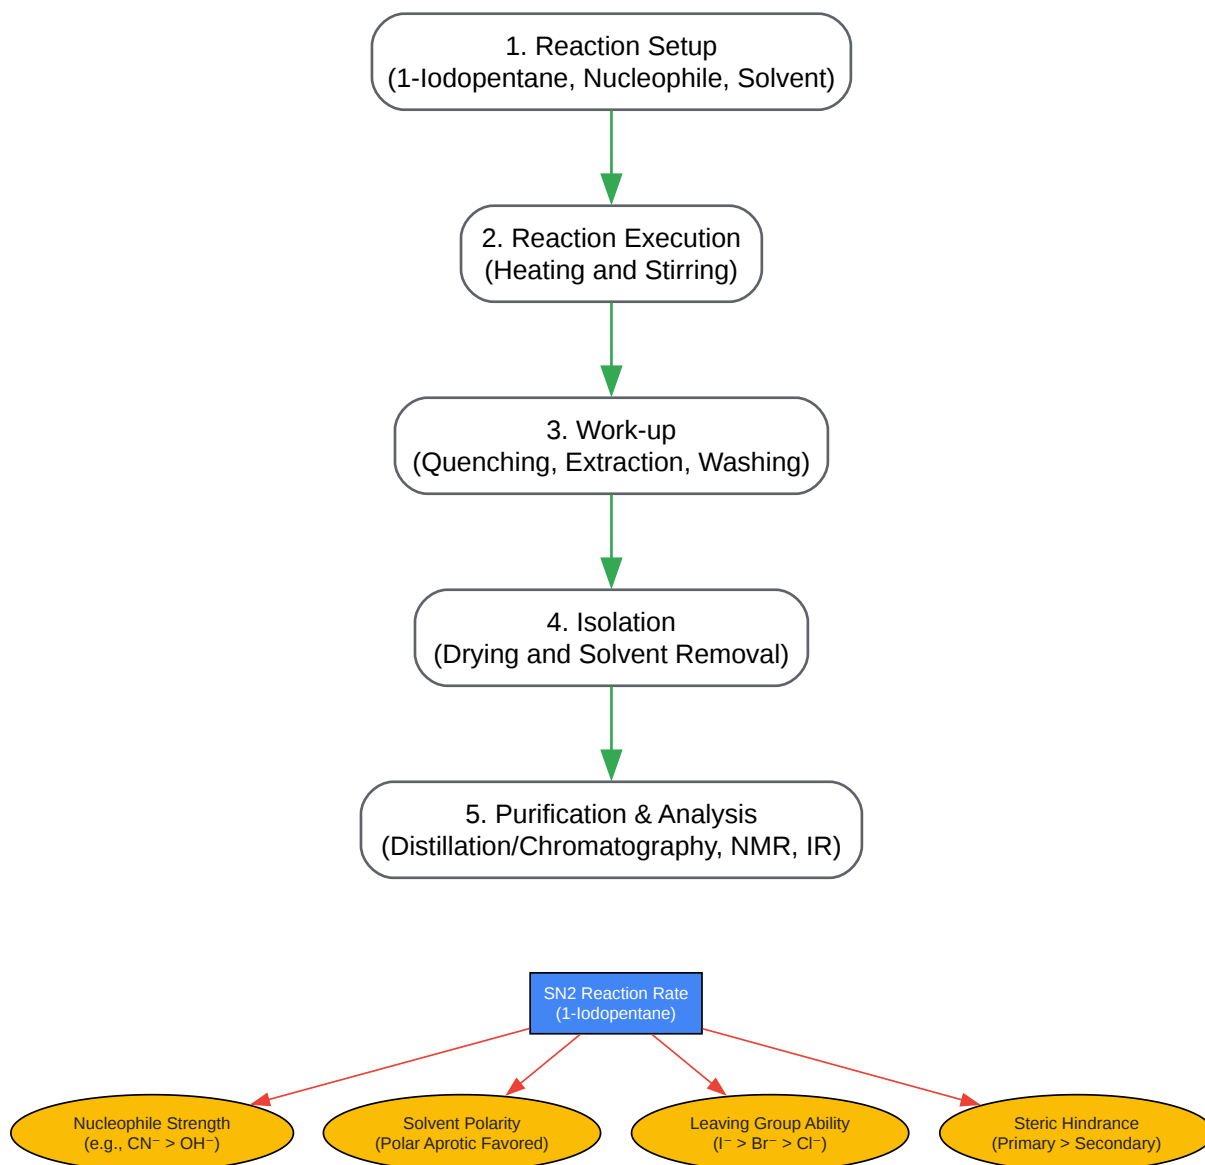 1. Reaction Setup
(1-Iodopentane, Nucleophile, Solvent)
2. Reaction Execution
(Heating and Stirring)
3. Work-up
(Quenching, Extraction, Washing)
4. Isolation
(Drying and Solvent Removal)
5. Purification & Analysis
(Distillation/Chromatography, NMR, IR)
SN2 Reaction Rate
(1-Iodopentane)
Nucleophile Strength
(e.g., CN⁻ > OH⁻)
Solvent Polarity
(Polar Aprotic Favored)
Leaving Group Ability
(I⁻ > Br⁻ > Cl⁻)
Steric Hindrance
(Primary > Secondary)